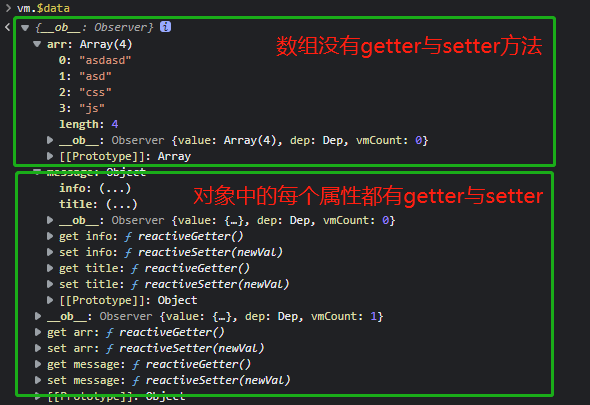 > vm.$data
< ▼ {__ob__: Observer} i
▼ arr: Array(4)
数组没有getter与setter方法
0: "asdasd"
1: "asd"
2: "css"
3: "js"
length: 4
▶ __ob__: Observer {value: Array(4), dep: Dep, vmCount: 0}
▶ [[Prototype]]: Array
▼ message: Object
对象中的每个属性都有getter与setter
info: (...)
title: (...)
▶ __ob__: Observer {value: {…}, dep: Dep, vmCount: 0}
▶ get info: ƒ reactiveGetter()
▶ set info: ƒ reactiveSetter(newVal)
▶ get title: ƒ reactiveGetter()
▶ set title: ƒ reactiveSetter(newVal)
▶ [[Prototype]]: Object
▶ __ob__: Observer {value: {…}, dep: Dep, vmCount: 1}
▶ get arr: ƒ reactiveGetter()
▶ set arr: ƒ reactiveSetter(newVal)
▶ get message: ƒ reactiveGetter()
▶ set message: ƒ reactiveSetter(newVal)
▶ [[Prototype]]: Object